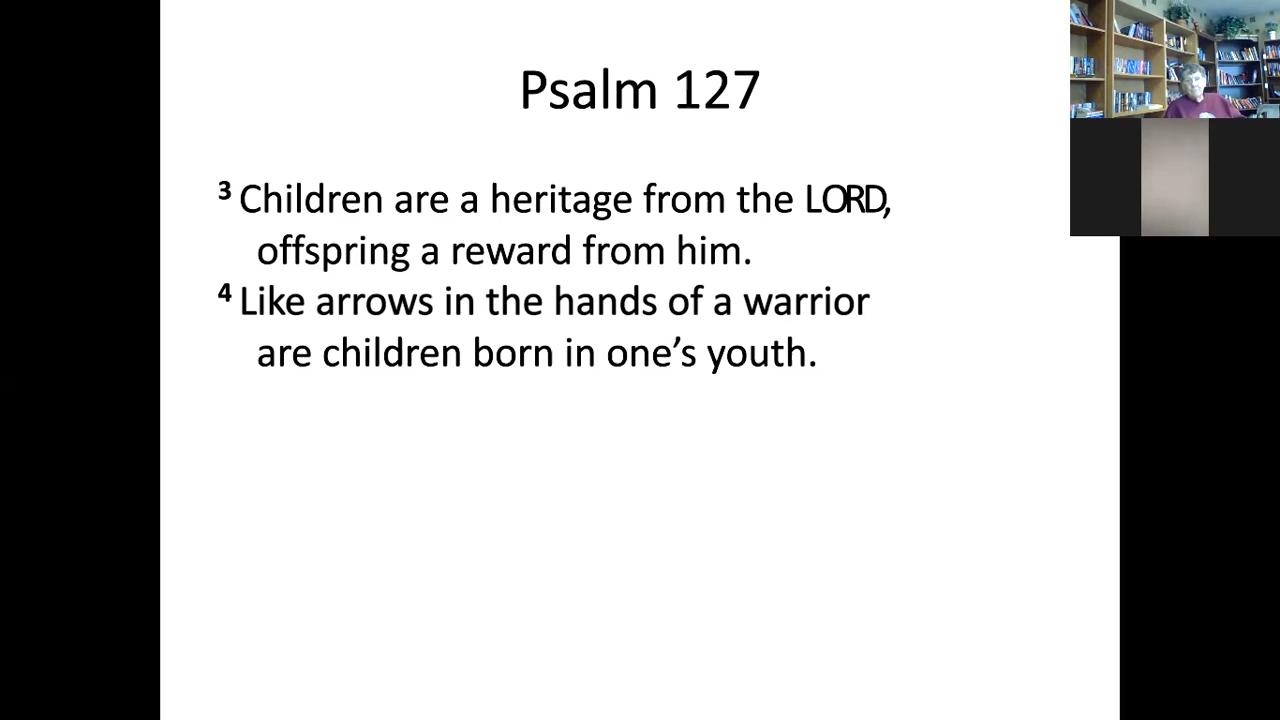 Psalm 127
³ Children are a heritage from the LORD,
offspring a reward from him.
⁴ Like arrows in the hands of a warrior
are children born in one’s youth.